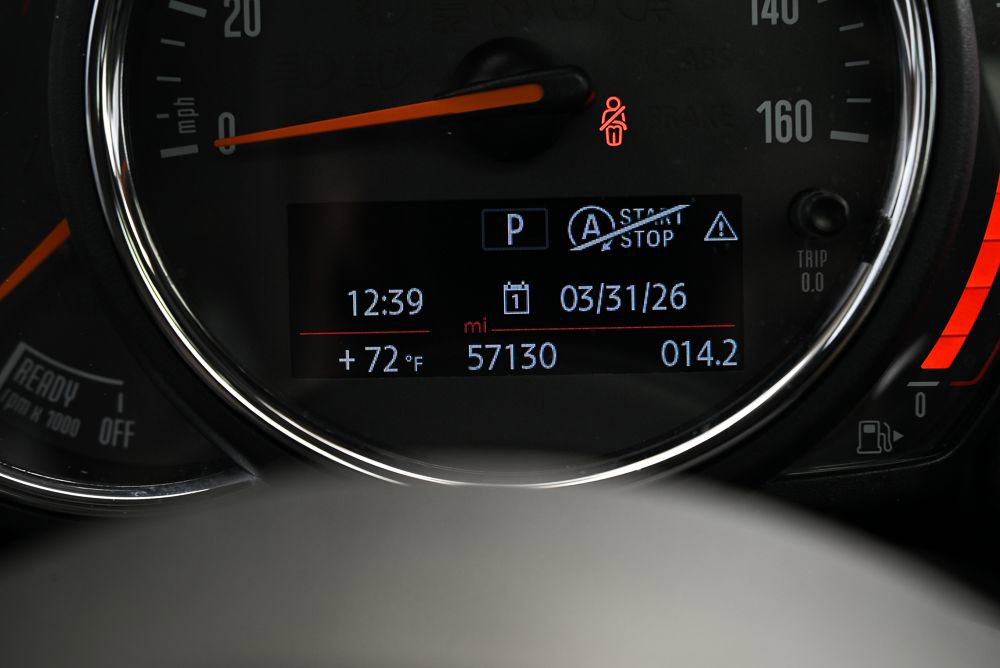 20
140
mph
0
160
P
A
START
STOP
TRIP
0.0
12:39
1
03/31/26
mi
+72 °F
57130
014.2
READY
rpm x 1000
OFF
0